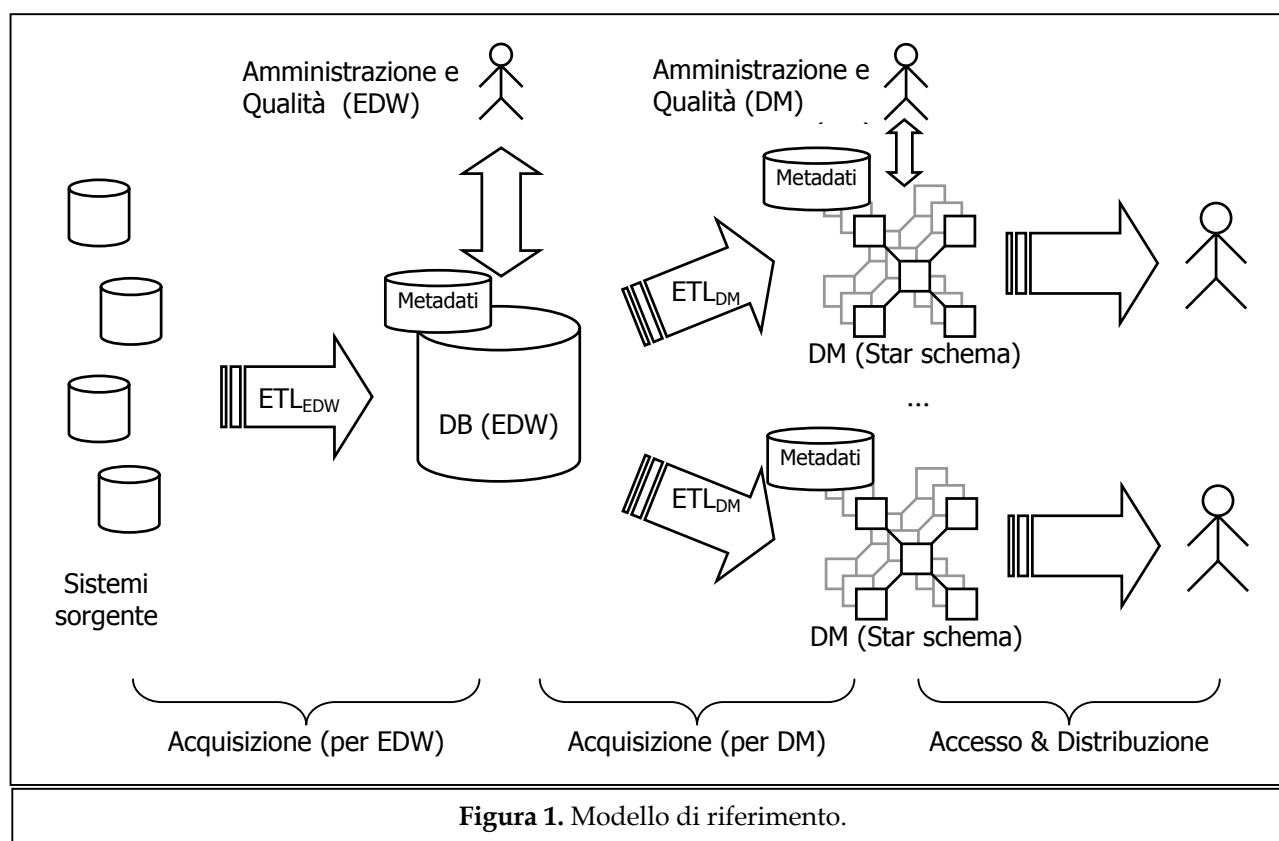 Amministrazione e
Qualità (EDW)
Amministrazione e
Qualità (DM)
Metadati
Metadati
ETLDM
DM (Star schema)
...
ETLEDW
DB (EDW)
Metadati
ETLDM
DM (Star schema)
Sistemi
sorgente
Acquisizione (per EDW)
Acquisizione (per DM)
Accesso & Distribuzione
Figura 1. Modello di riferimento.